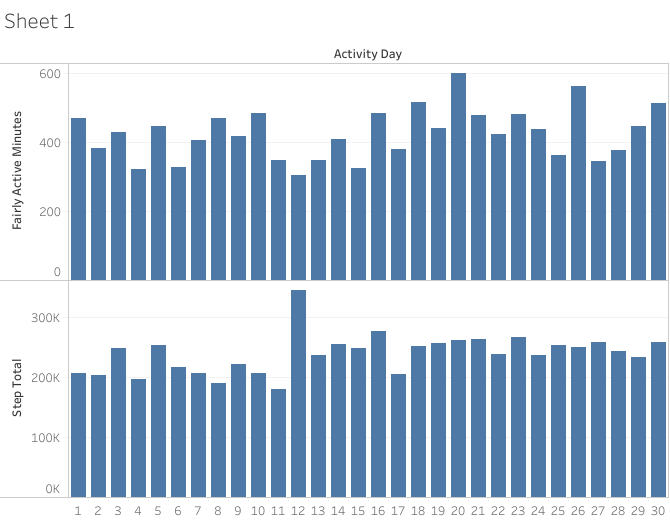 Sheet 1
Activity Day
Fairly Active Minutes
600
400
200
0
Step Total
300K
200K
100K
0K
1 2 3 4 5 6 7 8 9 10 11 12 13 14 15 16 17 18 19 20 21 22 23 24 25 26 27 28 29 30